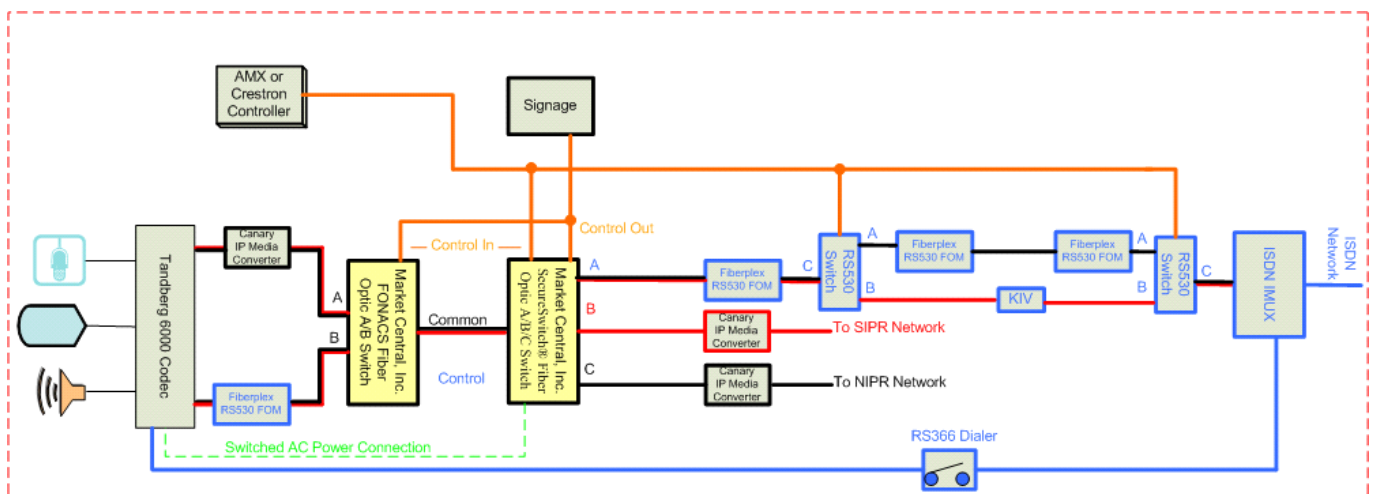 AMX or
Crestron
Controller
Signage
Control In
Control Out
Tandberg 6000 Codec
Canary
IP Media
Converter
Fiberplex
RS530 FOM
A
B
Market Central, Inc.
FONACS Fiber
Optic A/B Switch
Common
Control
Market Central, Inc.
SecureSwitch® Fiber
Optic A/B/C Switch
A
B
C
Fiberplex
RS530 FOM
Canary
IP Media
Converter
To SIPR Network
Canary
IP Media
Converter
To NIPR Network
C
RS530
Switch
A
B
Fiberplex
RS530 FOM
Fiberplex
RS530 FOM
KIV
A
B
RS530
Switch
C
ISDN IMUX
ISDN
Network
Switched AC Power Connection
RS366 Dialer